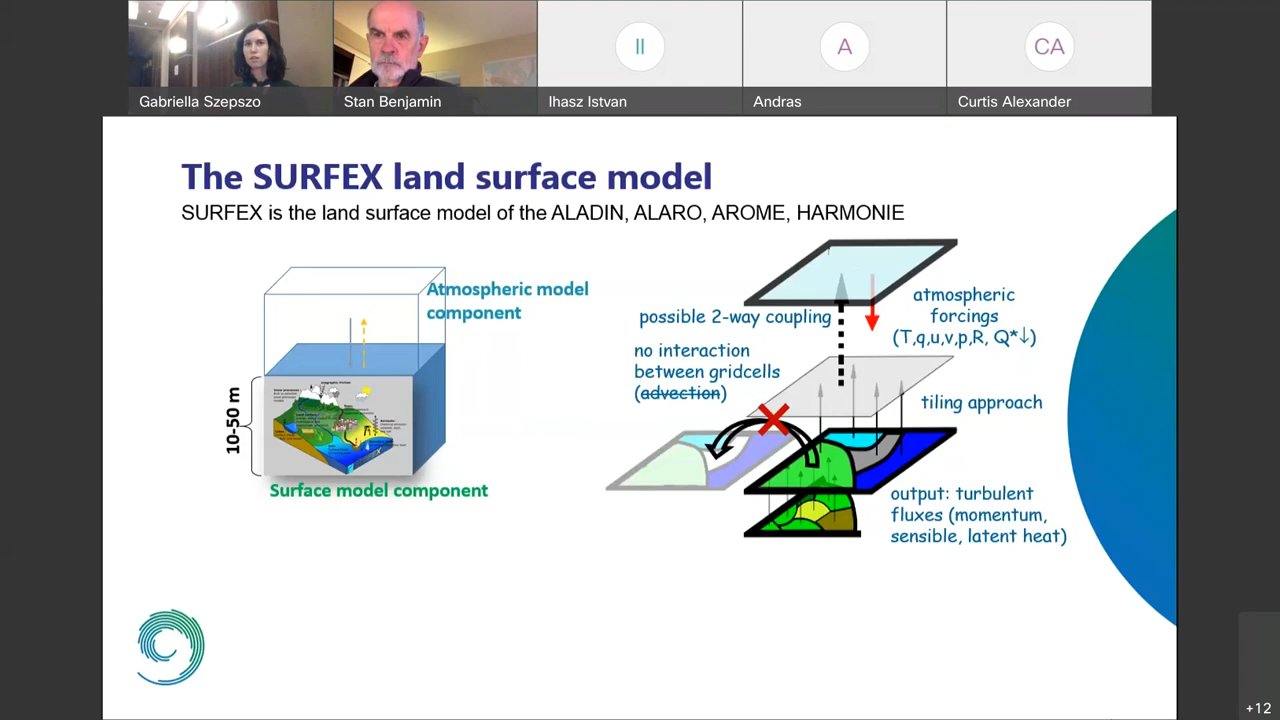 II
A
CA
Gabriella Szepszo
Stan Benjamin
Ihasz Istvan
Andras
Curtis Alexander
The SURFEX land surface model
SURFEX is the land surface model of the ALADIN, ALARO, AROME, HARMONIE
Atmospheric model
component
10-50 m
Surface model component
possible 2-way coupling
no interaction
between gridcells
(advection)
atmospheric
forcings
(T,q,u,v,p,R, Q*↓)
tiling approach
output: turbulent
fluxes (momentum,
sensible, latent heat)
+12